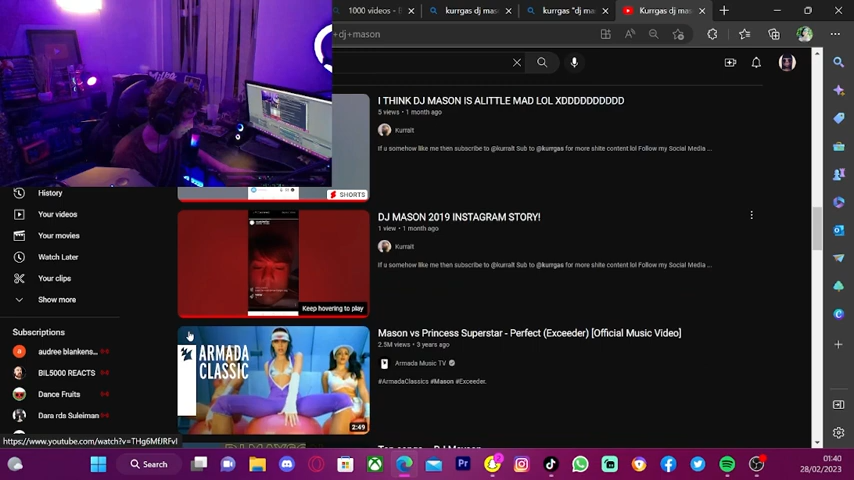 1000 videos - B
kurrgas dj mas
kurrgas "dj m
Kurrgas dj mas
+dj+mason
I THINK DJ MASON IS ALITTLE MAD LOL XDDDDDDDDDD
5 views • 1 month ago
Kurralt
If u somehow like me then subscribe to @kurralt Sub to @kurrgas for more shite content lol Follow my Social Media ...
SHORTS
History
Your videos
Your movies
Watch Later
Your clips
Show more
DJ MASON 2019 INSTAGRAM STORY!
1 view • 1 month ago
Kurralt
If u somehow like me then subscribe to @kurralt Sub to @kurrgas for more shite content lol Follow my Social Media ...
Keep hovering to play
Subscriptions
audree blankens...
BIL5000 REACTS
Dance Fruits
Dara rds Suleiman
ARMADA
CLASSIC
2:49
Mason vs Princess Superstar - Perfect (Exceeder) [Official Music Video]
2.5M views • 3 years ago
Armada Music TV
#ArmadaClassics #Mason #Exceeder.
https://www.youtube.com/watch?v=THg6MfJRFvI
Search
01:40
28/02/2023